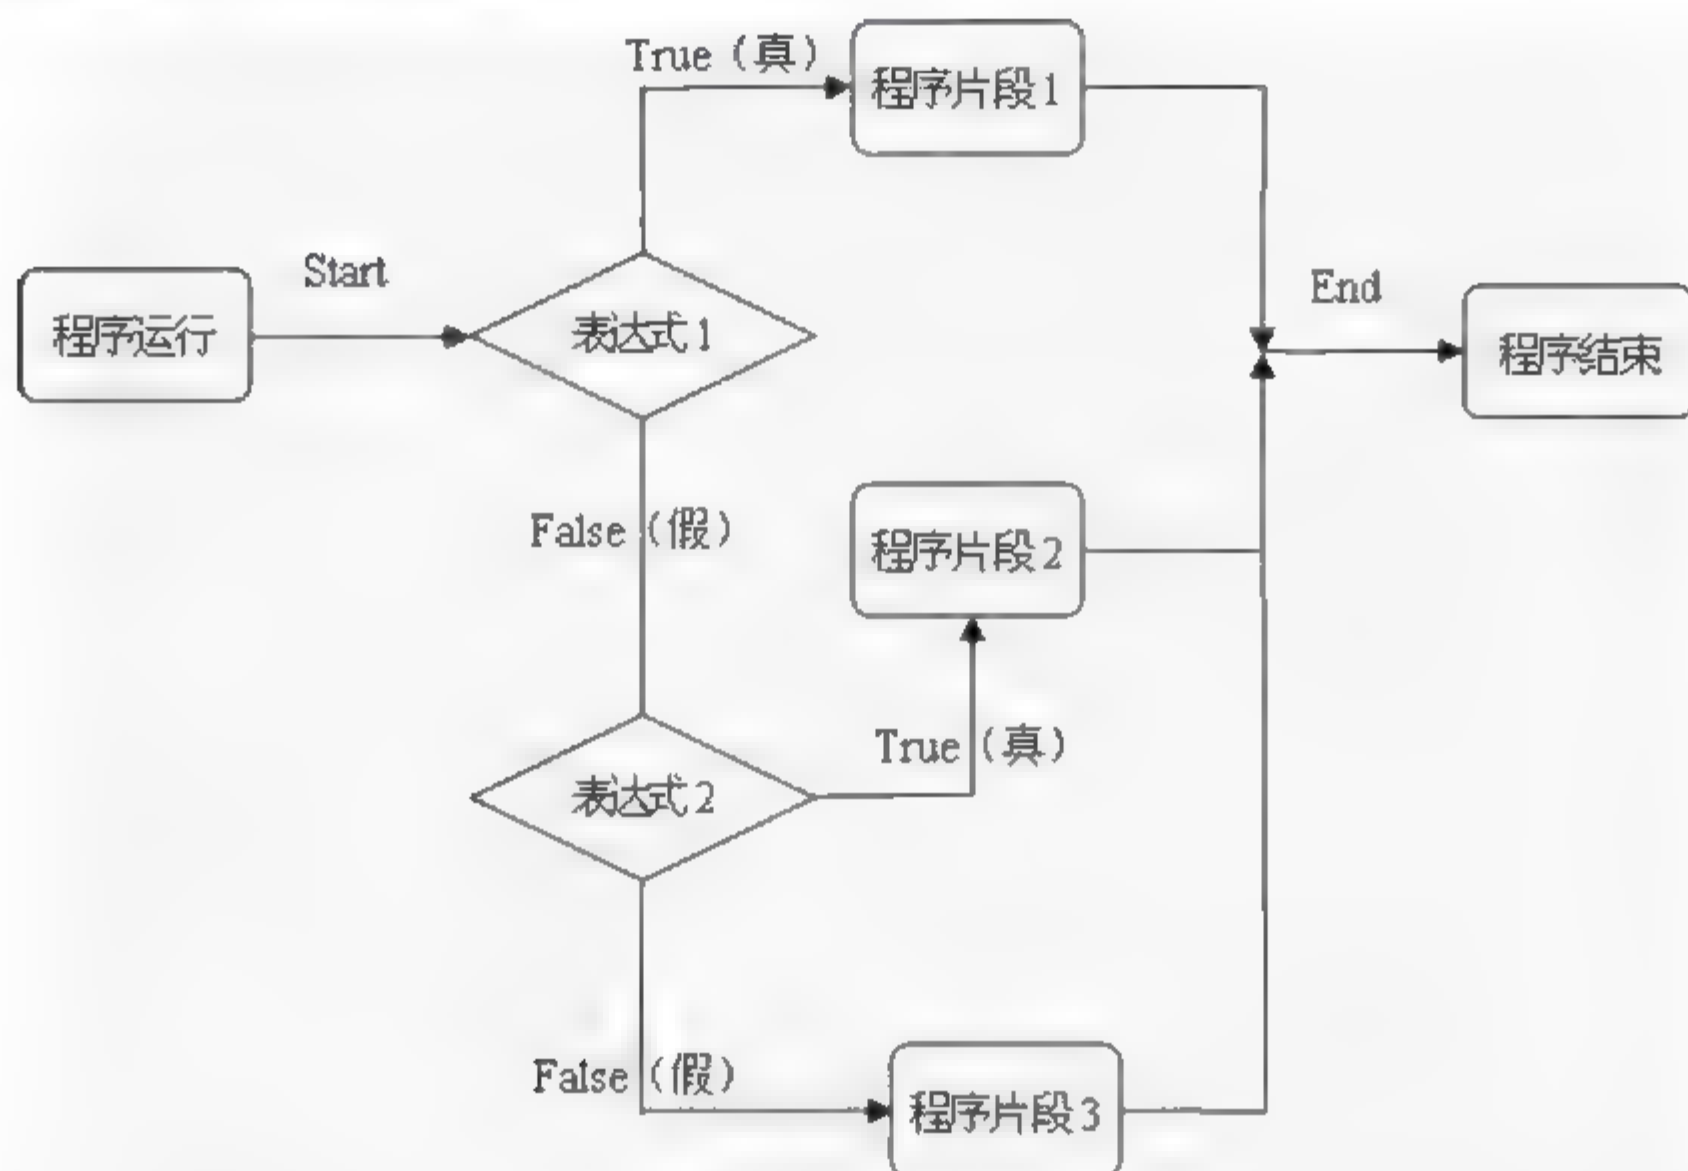 True（真）
程序片段1
Start
程序运行
表达式1
End
程序结束
False（假）
程序片段2
True（真）
表达式2
False（假）
程序片段3